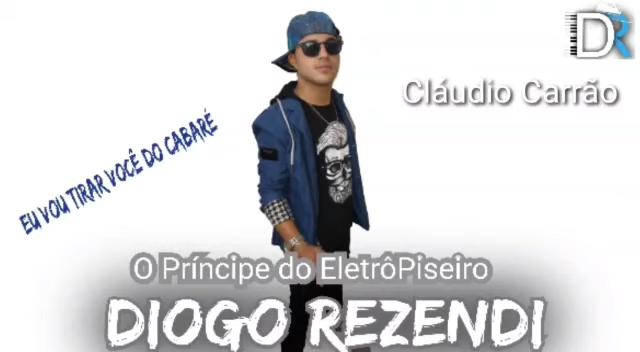 DR
Cláudio Carrão
EU VOU TIRAR VOCÊ DO CABARÉ
O Príncipe do EletrôPiseiro
DIOGO REZENDI